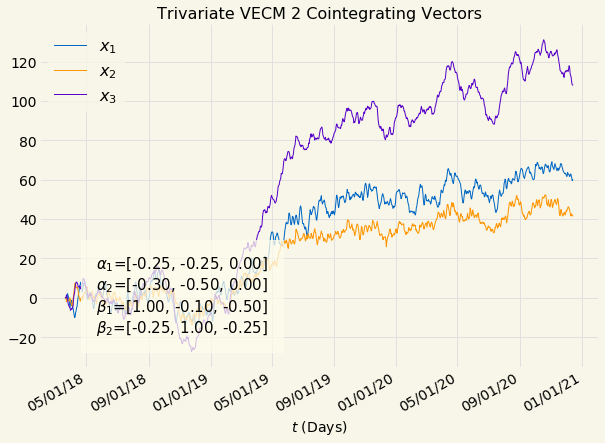 Trivariate VECM 2 Cointegrating Vectors
x₁
x₂
x₃
120
100
80
60
40
20
0
−20
α₁=[-0.25, -0.25, 0.00]
α₂=[-0.30, -0.50, 0.00]
β₁=[1.00, -0.10, -0.50]
β₂=[-0.25, 1.00, -0.25]
05/01/18 09/01/18 01/01/19 05/01/19 09/01/19 01/01/20 05/01/20 09/01/20 01/01/21
t (Days)